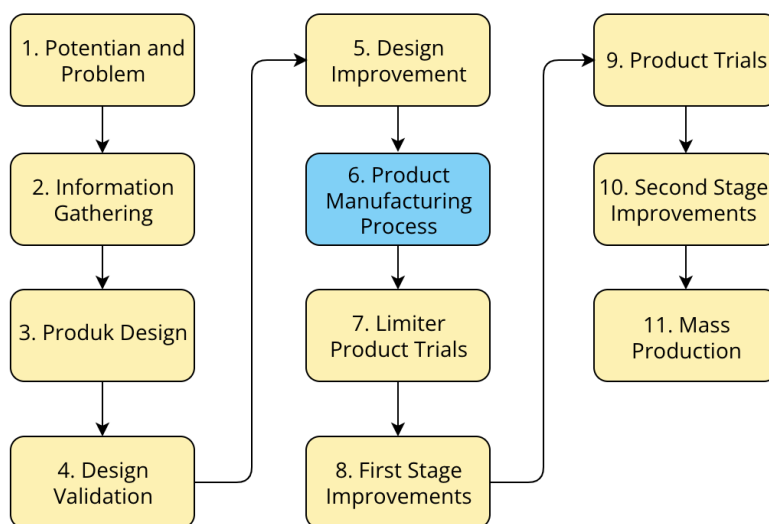 1. Potentian and
Problem
2. Information
Gathering
3. Produk Design
4. Design
Validation
5. Design
Improvement
6. Product
Manufacturing
Process
7. Limiter
Product Trials
8. First Stage
Improvements
9. Product Trials
10. Second Stage
Improvements
11. Mass
Production